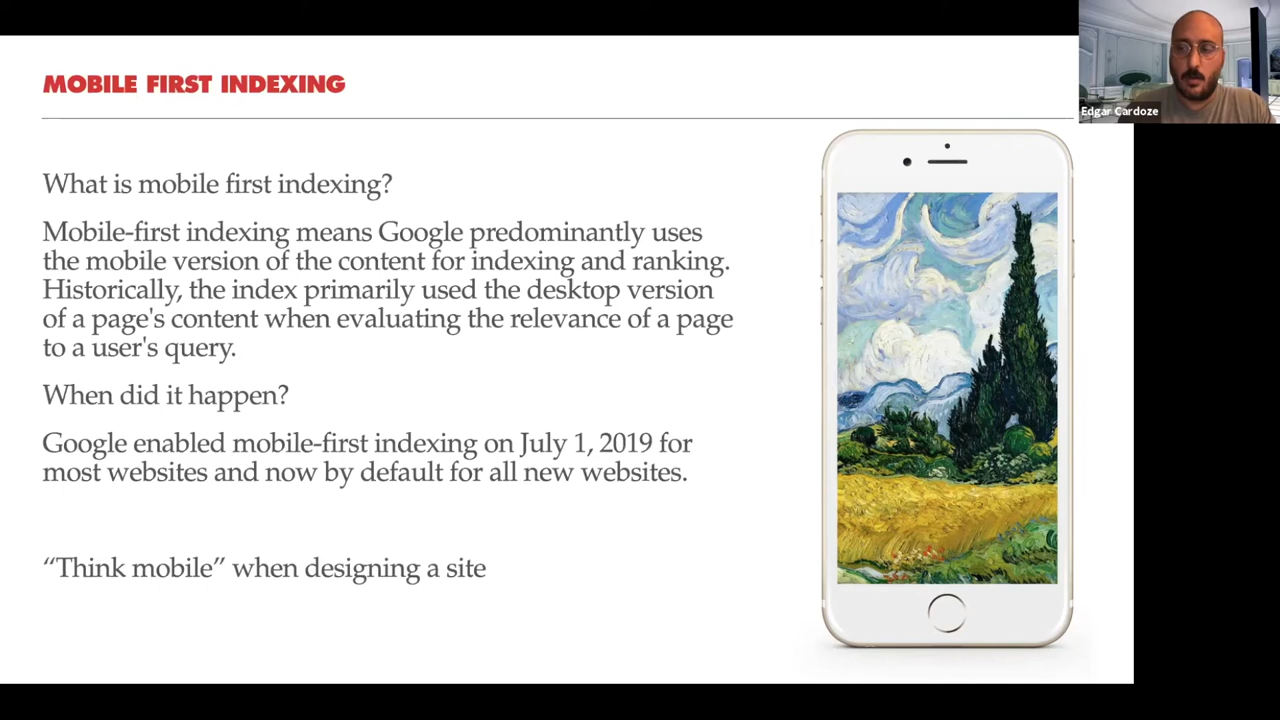 MOBILE FIRST INDEXING
Edgar Cardoze
What is mobile first indexing?
Mobile-first indexing means Google predominantly uses
the mobile version of the content for indexing and ranking.
Historically, the index primarily used the desktop version
of a page's content when evaluating the relevance of a page
to a user's query.
When did it happen?
Google enabled mobile-first indexing on July 1, 2019 for
most websites and now by default for all new websites.
“Think mobile” when designing a site